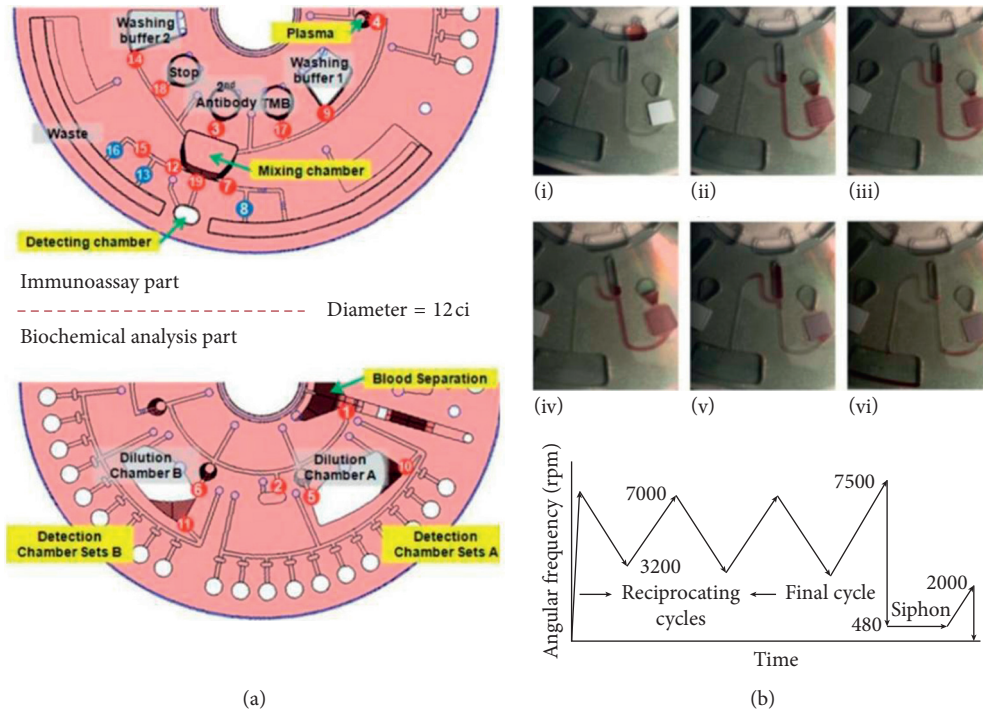 Washing
buffer 2
Plasma
4
14
Stop
18
2nd
Antibody
TMB
Washing
buffer 1
3
17
9
Waste
16
15
13
12
19
7
8
Mixing chamber
Detecting chamber
Immunoassay part
Diameter = 12 ci
Biochemical analysis part
Blood Separation
1
Dilution
Chamber B
Dilution
Chamber A
10
6
2
5
11
Detection
Chamber Sets B
Detection
Chamber Sets A
(a)
(i)
(ii)
(iii)
(iv)
(v)
(vi)
Angular frequency (rpm)
7000
7500
3200
2000
Reciprocating
cycles
Final cycle
Siphon
480
Time
(b)